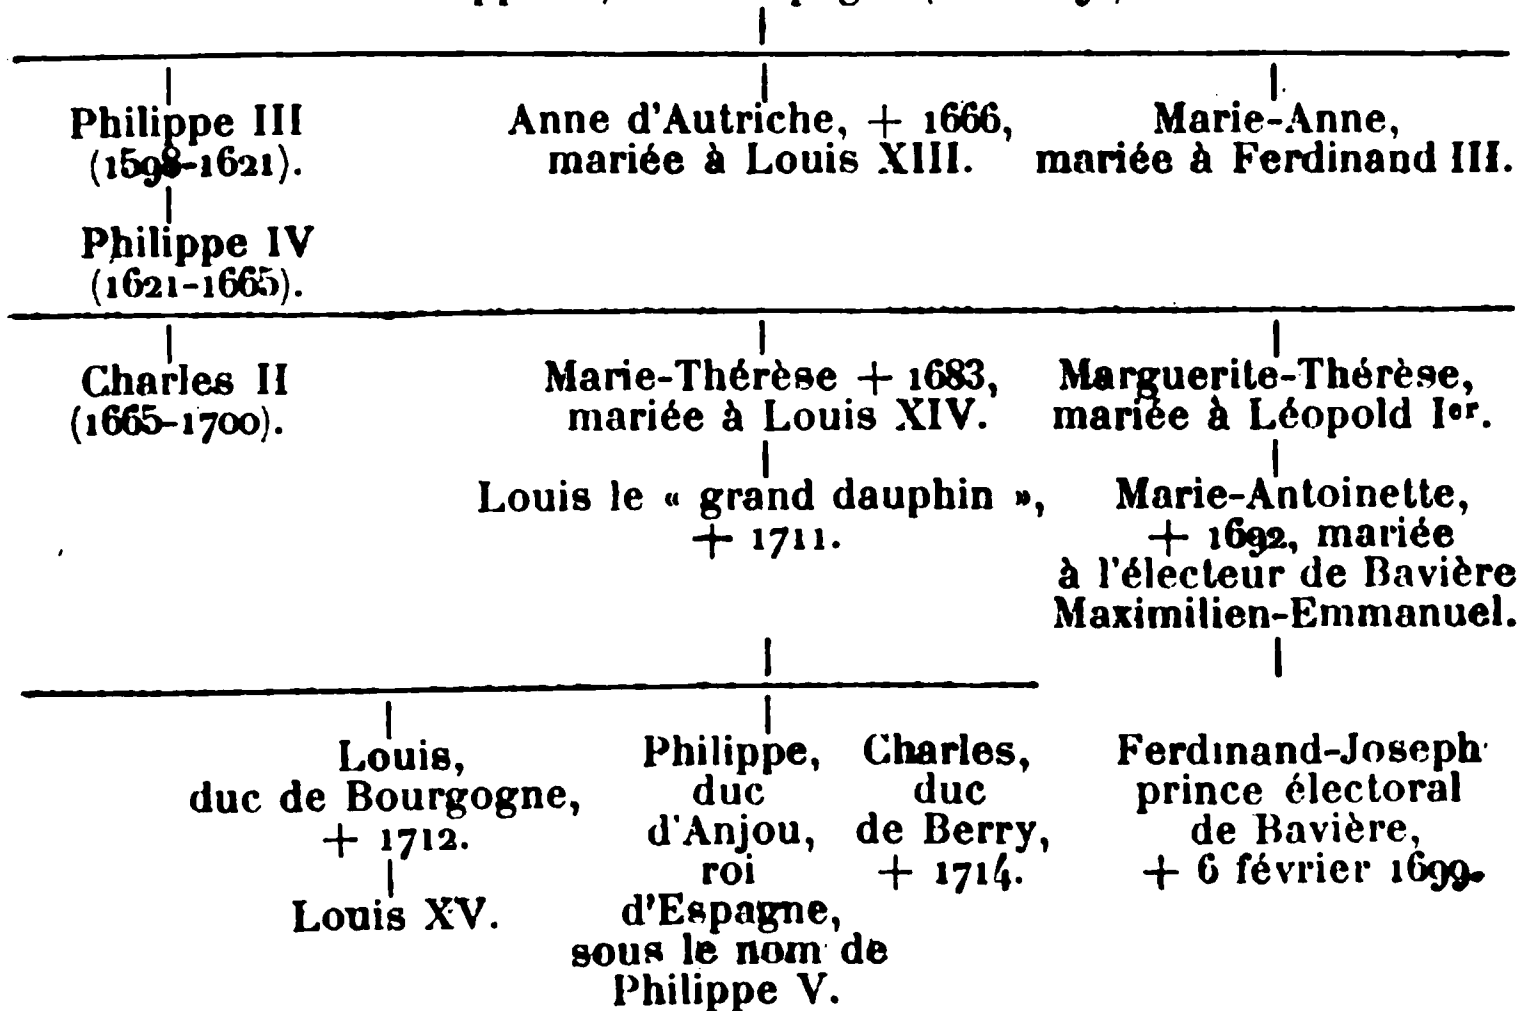 Philippe III
(1598-1621).
Anne d'Autriche, + 1666,
mariée à Louis XIII.
Marie-Anne,
mariée à Ferdinand III.
Philippe IV
(1621-1665).
Charles II
(1665-1700).
Marie-Thérèse + 1683,
mariée à Louis XIV.
Marguerite-Thérèse,
mariée à Léopold Ier.
Louis le « grand dauphin »,
+ 1711.
Marie-Antoinette,
+ 1692, mariée
à l'électeur de Bavière
Maximilien-Emmanuel.
Louis,
duc de Bourgogne,
+ 1712.
Louis XV.
Philippe,
duc
d'Anjou,
roi
d'Espagne,
sous le nom de
Philippe V.
Charles,
duc
de Berry,
+ 1714.
Ferdinand-Joseph
prince électoral
de Bavière,
+ 6 février 1699.